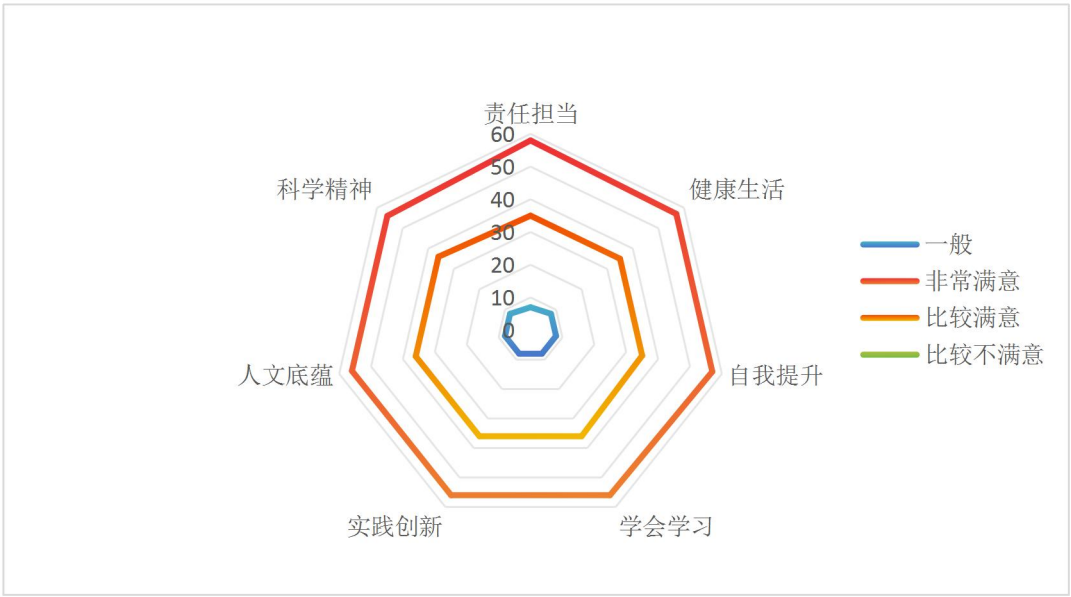 责任担当
60
50
40
30
20
10
0
健康生活
自我提升
学会学习
实践创新
人文底蕴
科学精神
一般
非常满意
比较满意
比较不满意